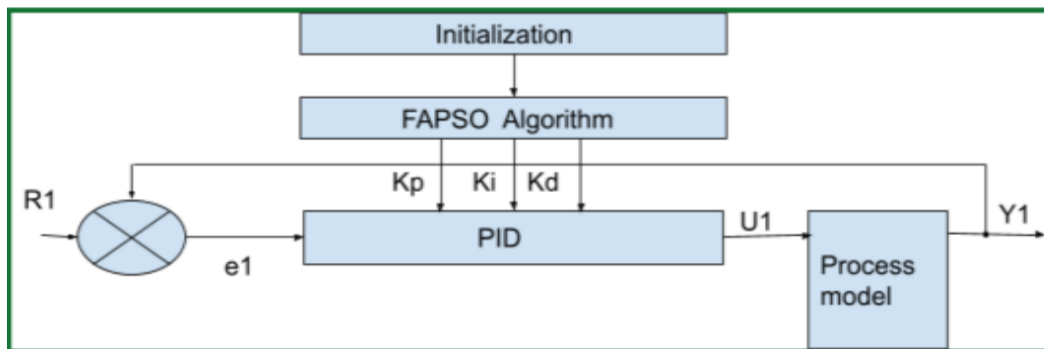 Initialization
FAPSO Algorithm
Kp Ki Kd
R1
PID
U1
Y1
e1
Process
model